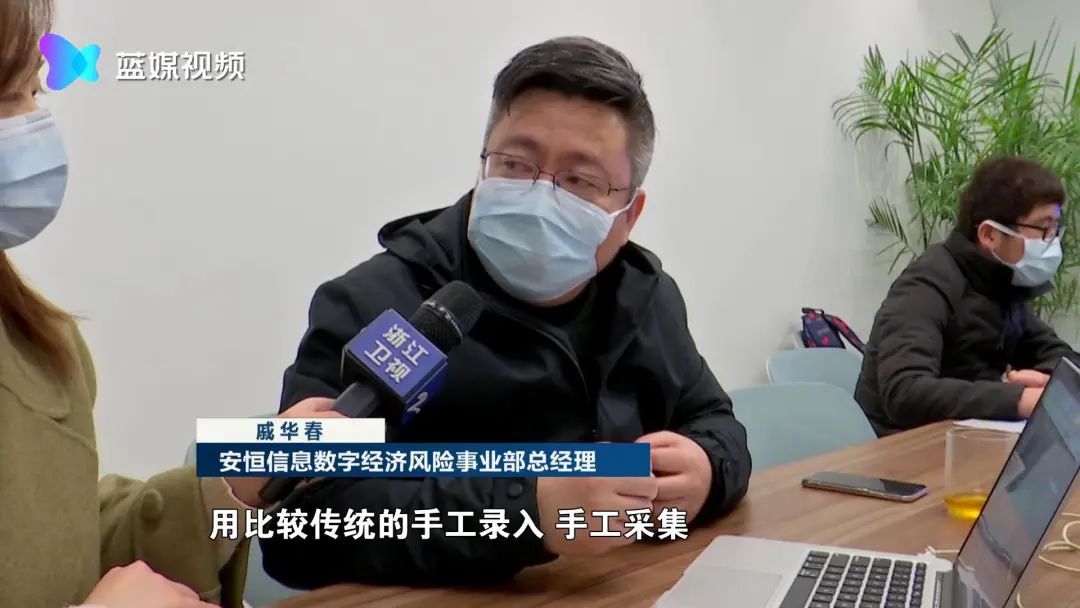 蓝媒视频
浙江
卫视
戚华春
安恒信息数字经济风险事业部总经理
用比较传统的手工录入 手工采集